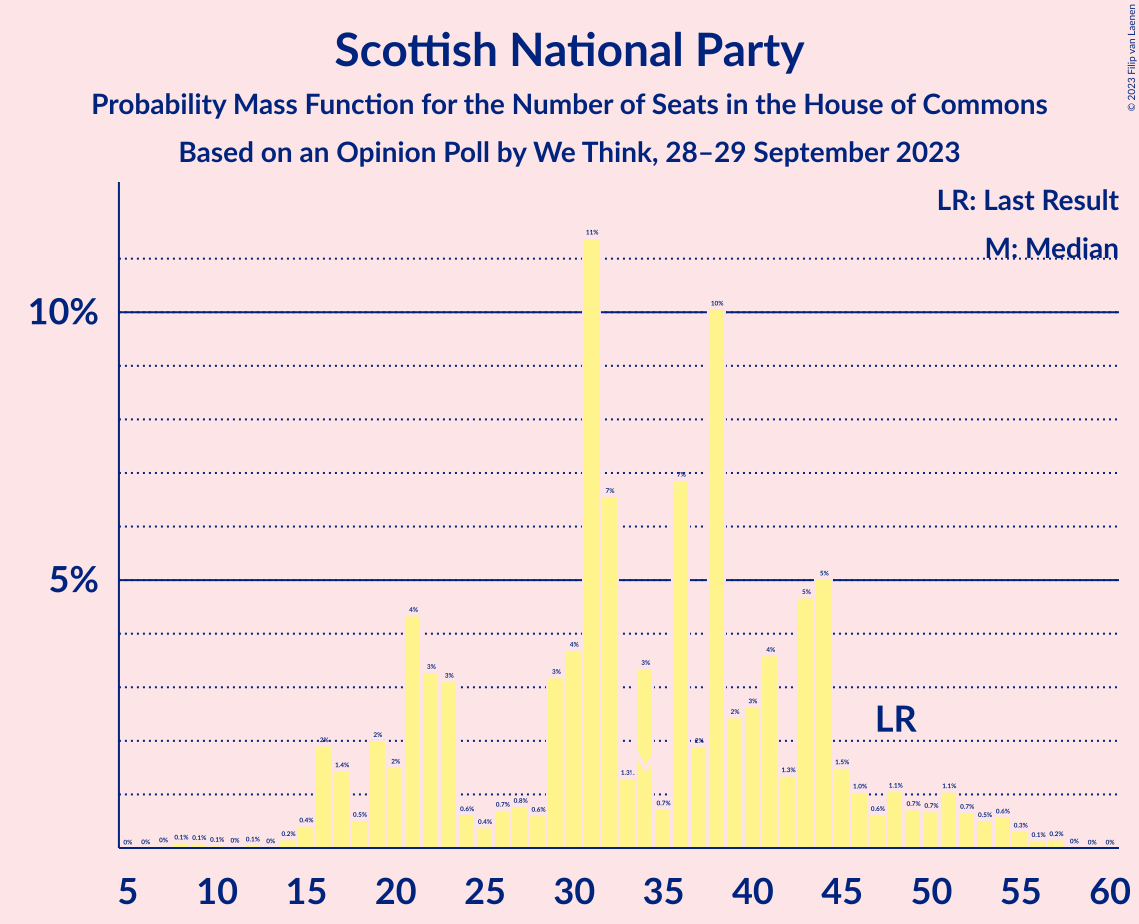 Scottish National Party
Probability Mass Function for the Number of Seats in the House of Commons
Based on an Opinion Poll by We Think, 28–29 September 2023
© 2023 Filip van Laenen
LR: Last Result
M: Median
10%
5%
LR
0% 0% 0% 0.1% 0.1% 0.1% 0% 0.1% 0% 0.2% 0.4% 2% 1.4% 0.5% 2% 2% 4% 3% 3% 0.6% 0.4% 0.7% 0.8% 0.6% 3% 4% 11% 7% 1.3% 3% 0.7% 7% 2% 10% 2% 3% 4% 1.3% 5% 5% 1.5% 1.0% 0.6% 1.1% 0.7% 0.7% 1.1% 0.7% 0.5% 0.6% 0.3% 0.1% 0.2% 0% 0% 0%
5 10 15 20 25 30 35 40 45 50 55 60